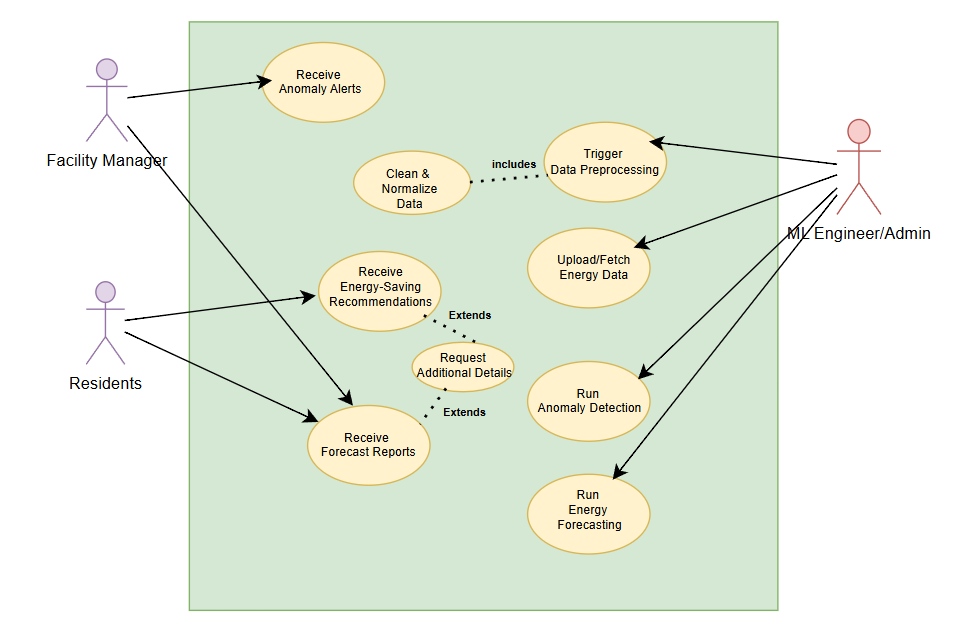 Receive
Anomaly Alerts
Facility Manager
Clean &
Normalize
Data
includes
Trigger
Data Preprocessing
ML Engineer/Admin
Upload/Fetch
Energy Data
Receive
Energy-Saving
Recommendations
Extends
Request
Additional Details
Extends
Residents
Receive
Forecast Reports
Run
Anomaly Detection
Run
Energy
Forecasting